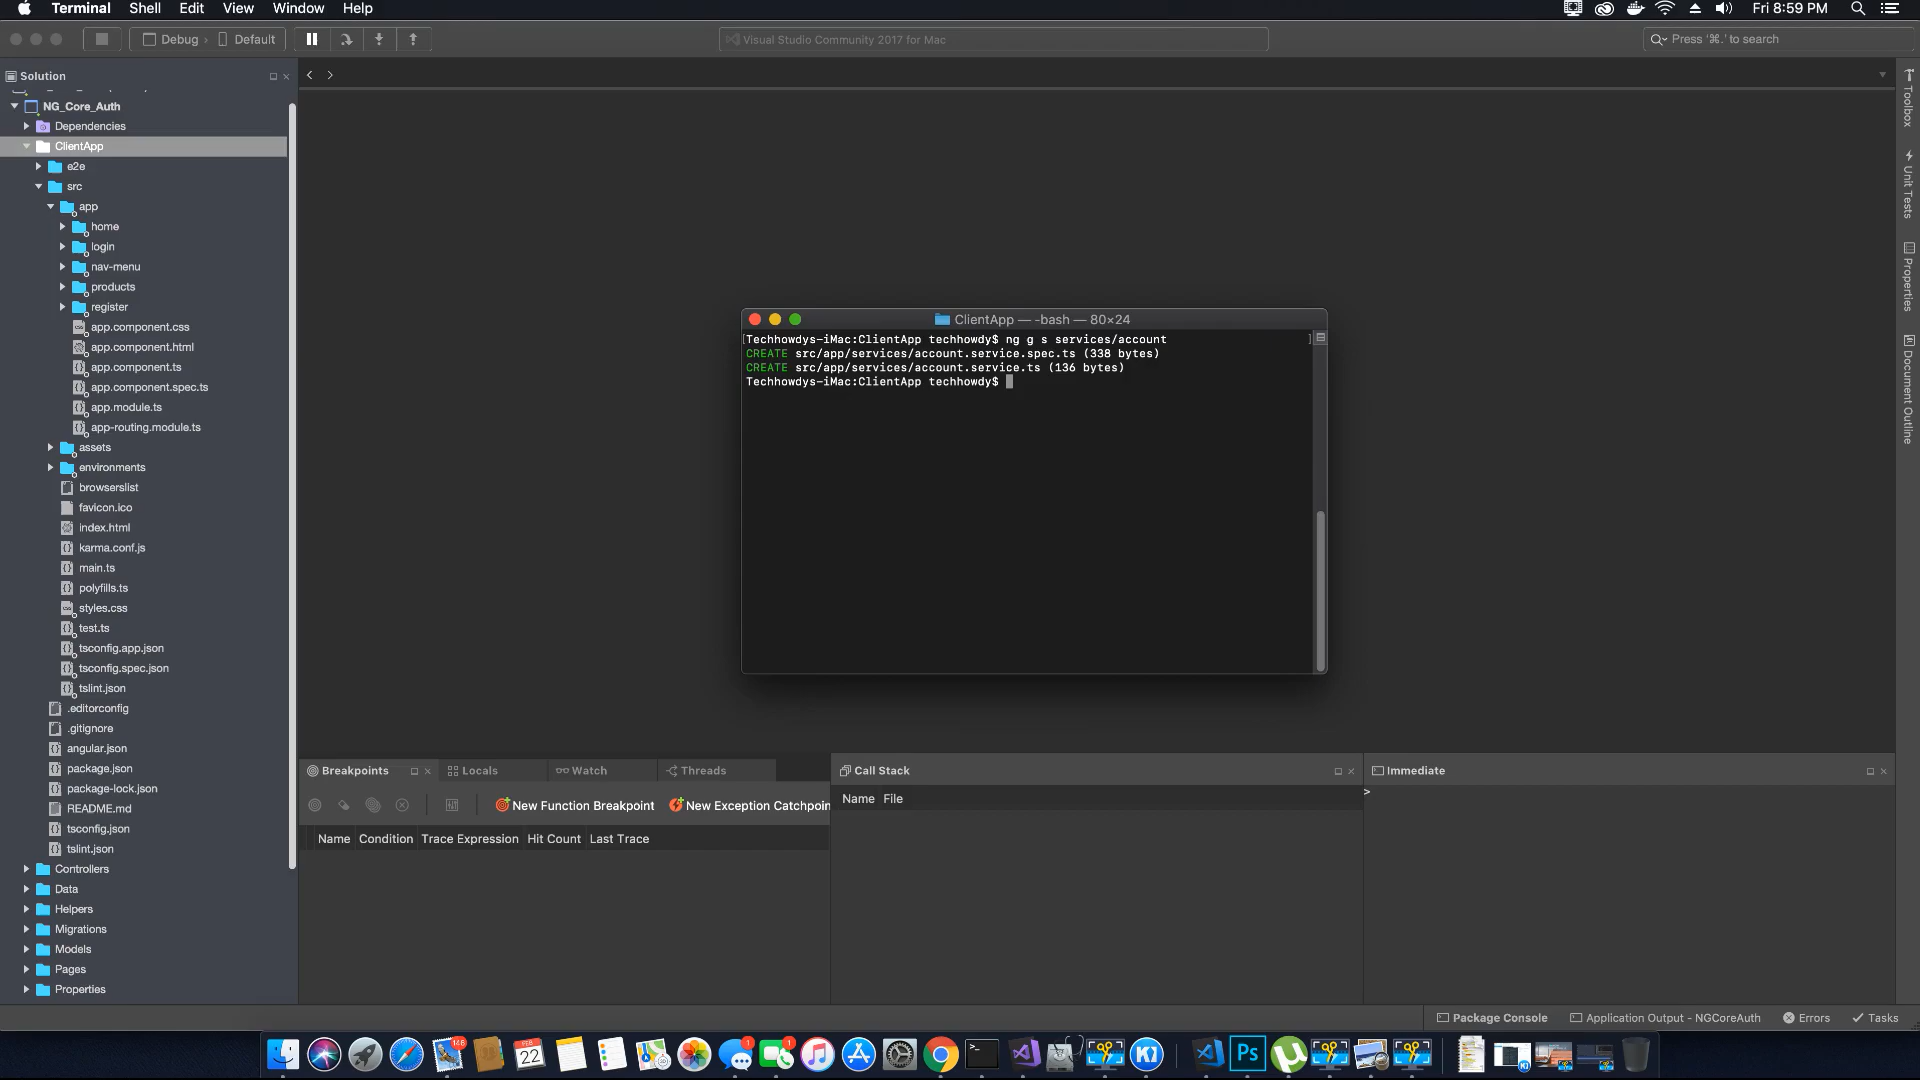 Terminal Shell Edit View Window Help
Fri 8:59 PM
Debug Default
Visual Studio Community 2017 for Mac
Press ‘⌘.’ to search
Solution
NG_Core_Auth
Dependencies
ClientApp
e2e
src
app
home
login
nav-menu
products
register
app.component.css
app.component.html
app.component.ts
app.component.spec.ts
app.module.ts
app-routing.module.ts
assets
environments
browserslist
favicon.ico
index.html
karma.conf.js
main.ts
polyfills.ts
styles.css
test.ts
tsconfig.app.json
tsconfig.spec.json
tslint.json
.editorconfig
.gitignore
angular.json
package.json
package-lock.json
README.md
tsconfig.json
tslint.json
Controllers
Data
Helpers
Migrations
Models
Pages
Properties
ClientApp — -bash — 80×24
[Techhowdys-iMac:ClientApp techhowdy$ ng g s services/account ]
CREATE src/app/services/account.service.spec.ts (338 bytes)
CREATE src/app/services/account.service.ts (136 bytes)
Techhowdys-iMac:ClientApp techhowdy$
Toolbox
Unit Tests
Properties
Document Outline
Breakpoints
Locals
Watch
Threads
New Function Breakpoint
New Exception Catchpoin
Name Condition Trace Expression Hit Count Last Trace
Call Stack
Name File
Immediate
>
Package Console
Application Output - NGCoreAuth
Errors
Tasks
148
FEB
22
1
1
Ps